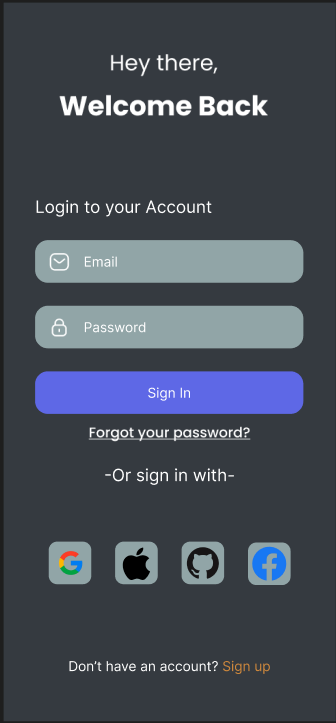 Hey there,
Welcome Back
Login to your Account
Email
Password
Sign In
Forgot your password?
-Or sign in with-
Don’t have an account? Sign up